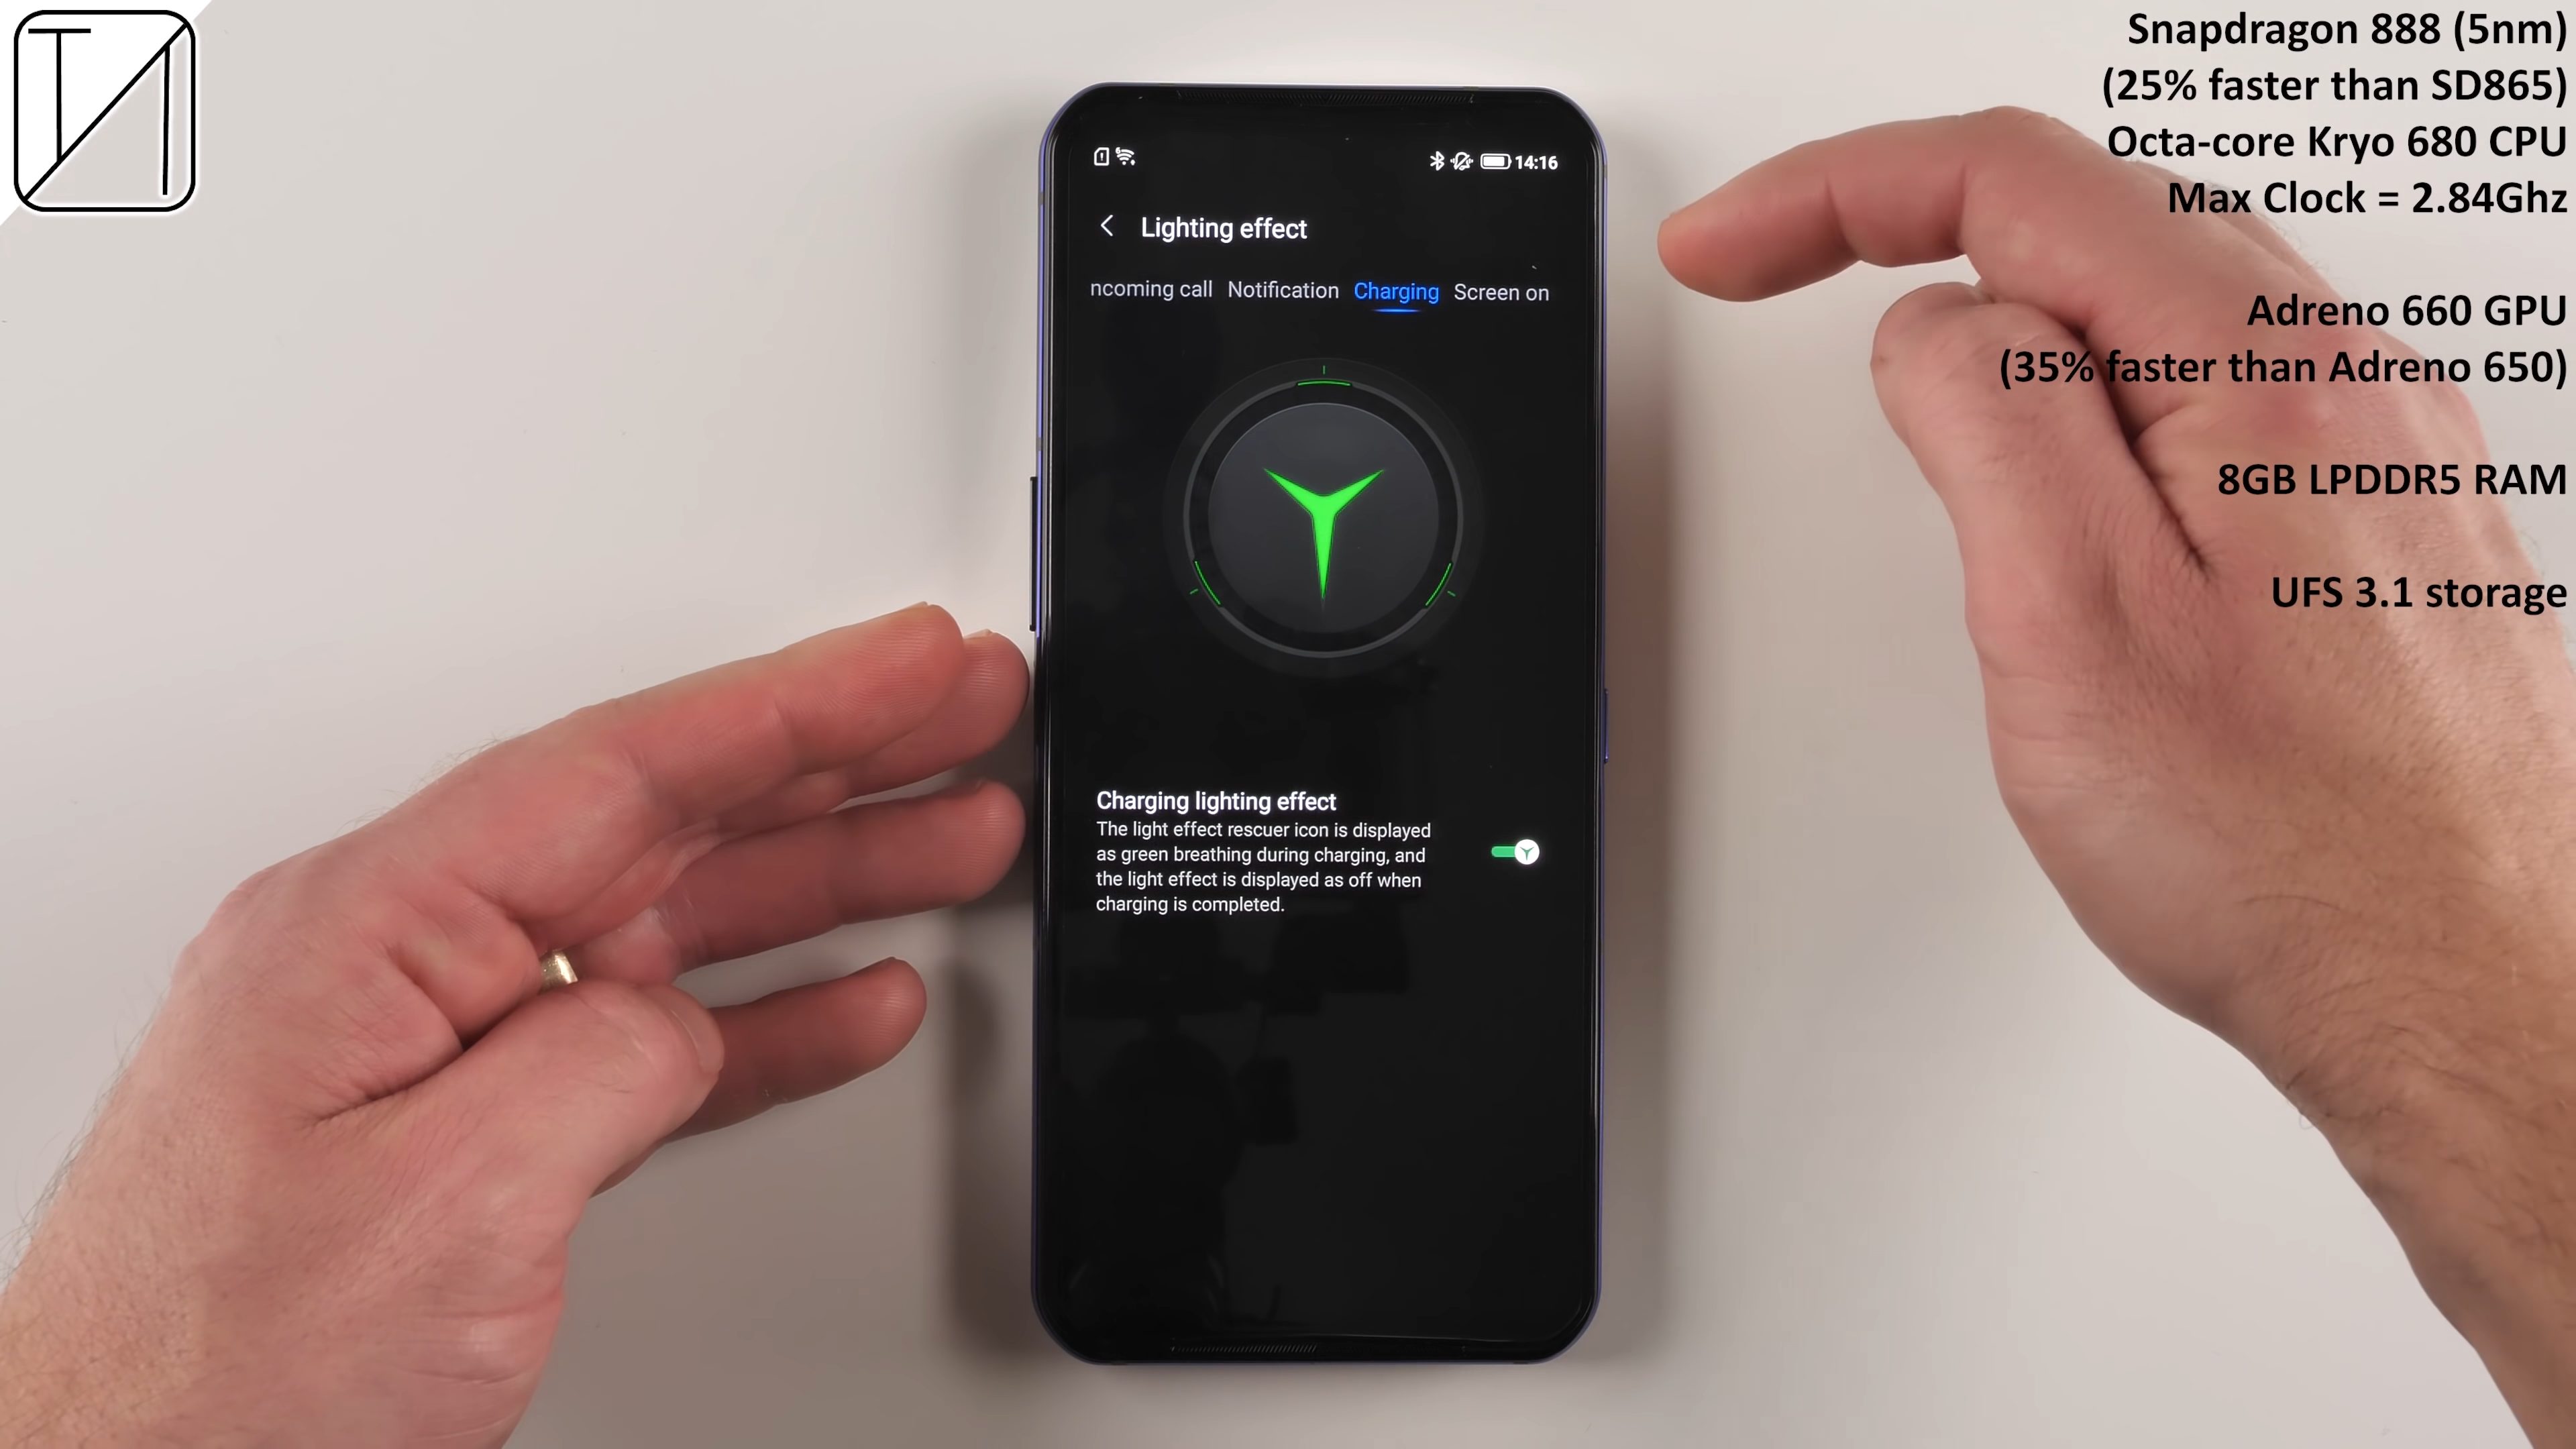 Snapdragon 888 (5nm)
(25% faster than SD865)
Octa-core Kryo 680 CPU
Max Clock = 2.84Ghz
Adreno 660 GPU
(35% faster than Adreno 650)
8GB LPDDR5 RAM
UFS 3.1 storage
14:16
Lighting effect
ncoming call Notification Charging Screen on
Charging lighting effect
The light effect rescuer icon is displayed
as green breathing during charging, and
the light effect is displayed as off when
charging is completed.